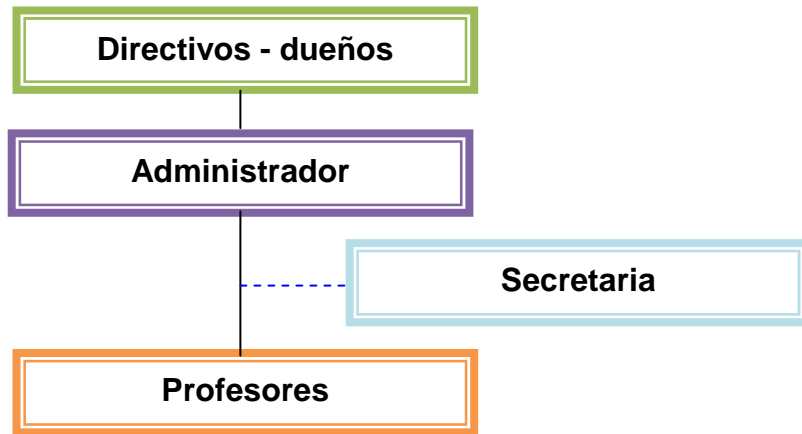 Directivos - dueños
Administrador
Secretaria
Profesores